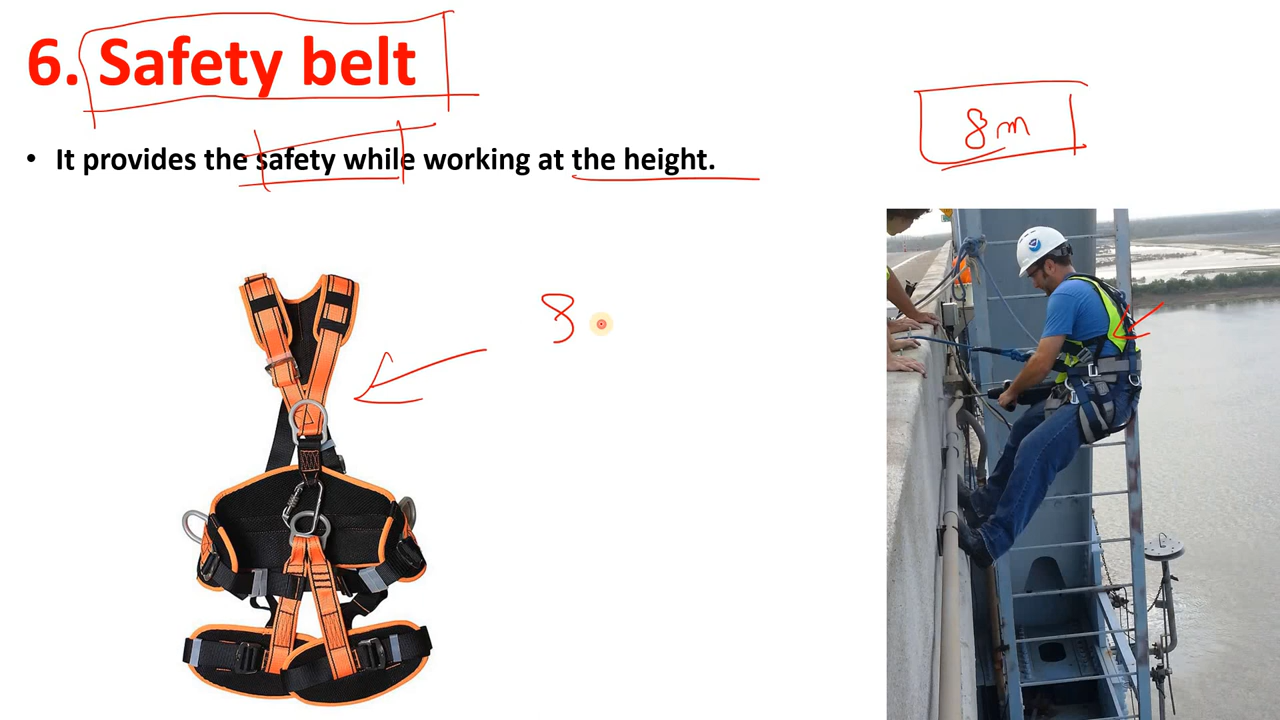 6. Safety belt
8m
• It provides the safety while working at the height.
8